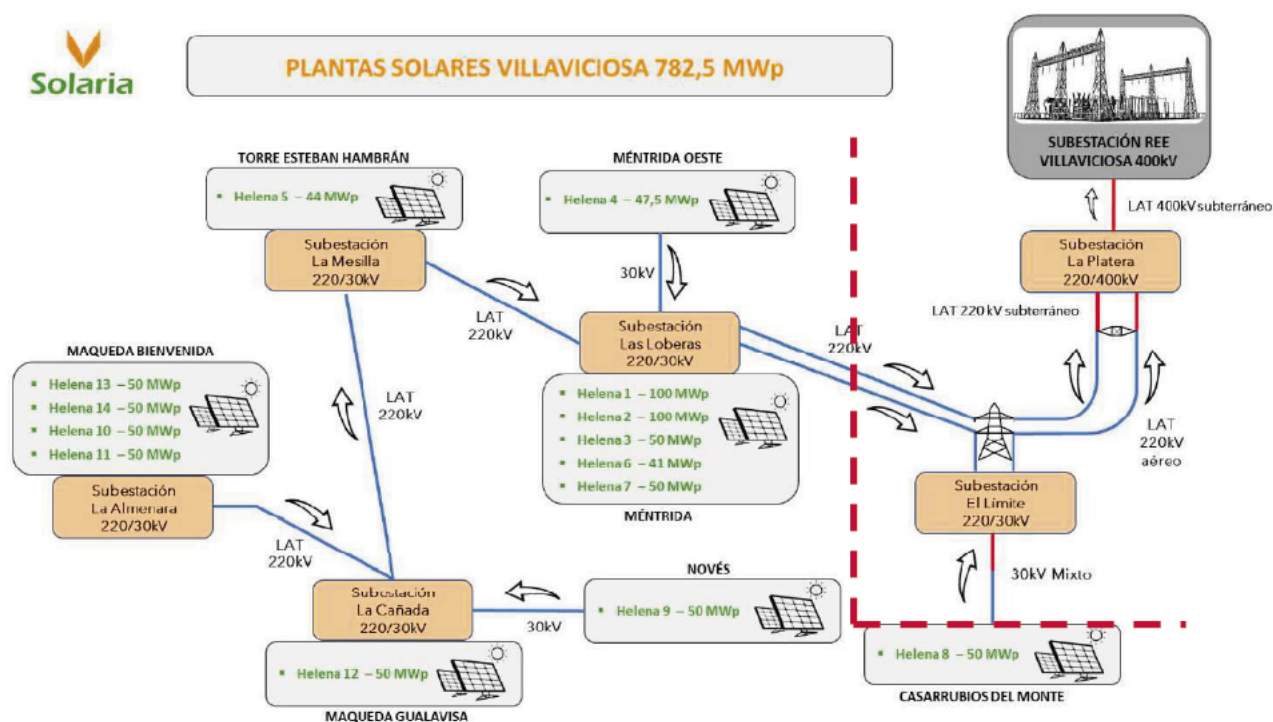 Solaria
PLANTAS SOLARES VILLAVICIOSA 782,5 MWp
SUBESTACIÓN REE
VILLAVICIOSA 400kV
LAT 400kV subterráneo
Subestación
La Platera
220/400kV
LAT 220 kV subterráneo
TORRE ESTEBAN HAMBRÁN
Helena 5 – 44 MWp
Subestación
La Mesilla
220/30kV
LAT
220kV
MÉNTRIDA OESTE
Helena 4 – 47,5 MWp
30kV
Subestación
Las Loberas
220/30kV
Helena 1 – 100 MWp
Helena 2 – 100 MWp
Helena 3 – 50 MWp
Helena 6 – 41 MWp
Helena 7 – 50 MWp
MÉNTRIDA
LAT
220kV
LAT
220kV
aéreo
MAQUEDA BIENVENIDA
Helena 13 – 50 MWp
Helena 14 – 50 MWp
Helena 10 – 50 MWp
Helena 11 – 50 MWp
Subestación
La Almenara
220/30kV
LAT
220kV
LAT
220kV
Subestación
La Cañada
220/30kV
Helena 12 – 50 MWp
MAQUEDA GUALAVISA
30kV
NOVÉS
Helena 9 – 50 MWp
Subestación
El Límite
220/30kV
30kV Mixto
Helena 8 – 50 MWp
CASARRUBIOS DEL MONTE